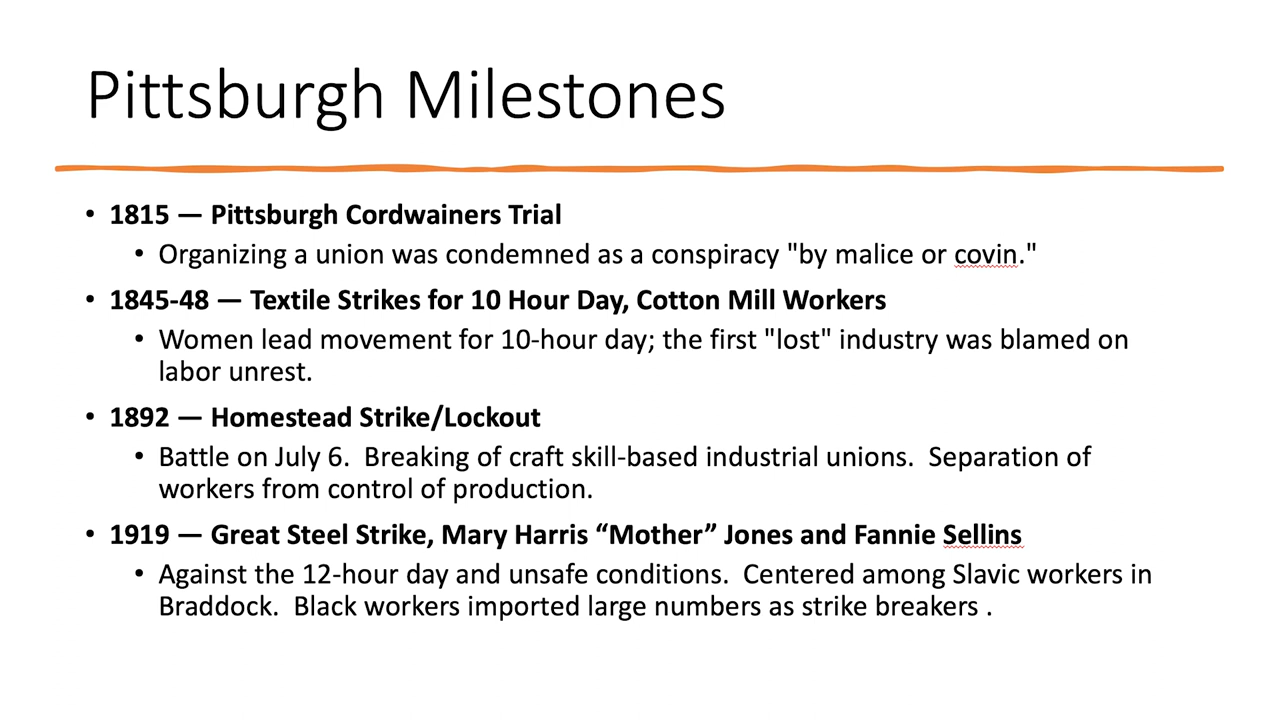 Pittsburgh Milestones
• 1815 — Pittsburgh Cordwainers Trial
• Organizing a union was condemned as a conspiracy "by malice or covin."
• 1845-48 — Textile Strikes for 10 Hour Day, Cotton Mill Workers
• Women lead movement for 10-hour day; the first "lost" industry was blamed on
labor unrest.
• 1892 — Homestead Strike/Lockout
• Battle on July 6.  Breaking of craft skill-based industrial unions.  Separation of
workers from control of production.
• 1919 — Great Steel Strike, Mary Harris “Mother” Jones and Fannie Sellins
• Against the 12-hour day and unsafe conditions.  Centered among Slavic workers in
Braddock.  Black workers imported large numbers as strike breakers .